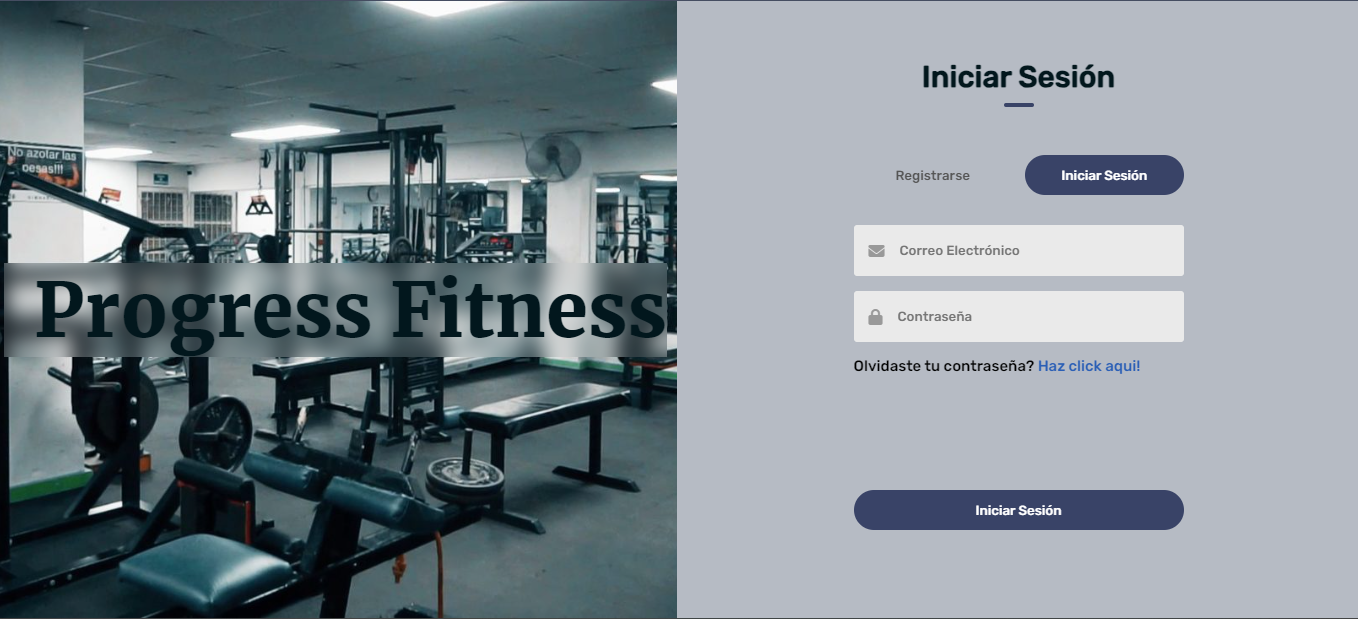 No azotar las
pesas!!!
Progress Fitness
Iniciar Sesión
Registrarse
Iniciar Sesión
Correo Electrónico
Contraseña
Olvidaste tu contraseña? Haz click aqui!
Iniciar Sesión